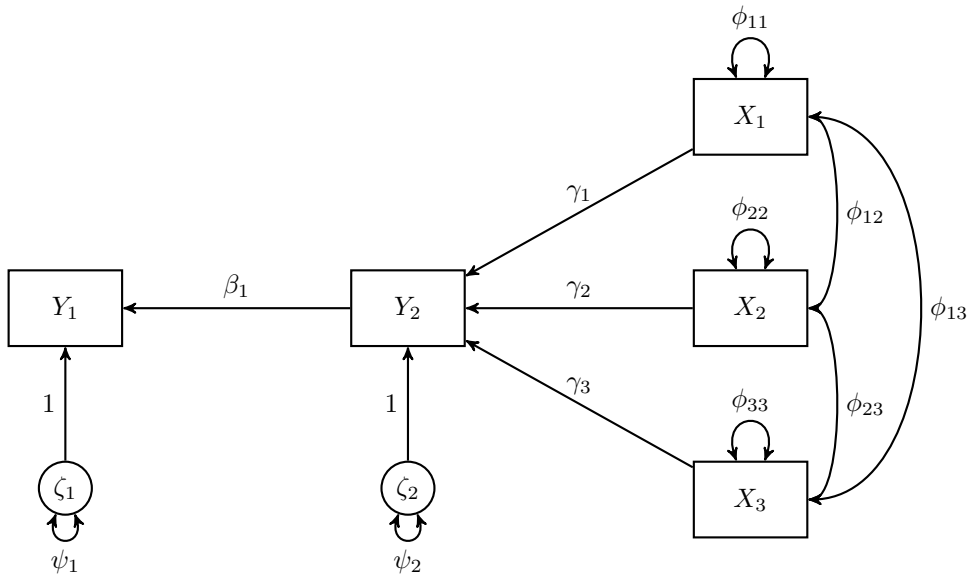 ϕ₁₁
X₁
γ₁
ϕ₂₂
ϕ₁₂
Y₁
β₁
Y₂
γ₂
X₂
ϕ₁₃
γ₃
1
1
ϕ₃₃
ϕ₂₃
ζ₁
ζ₂
X₃
ψ₁
ψ₂